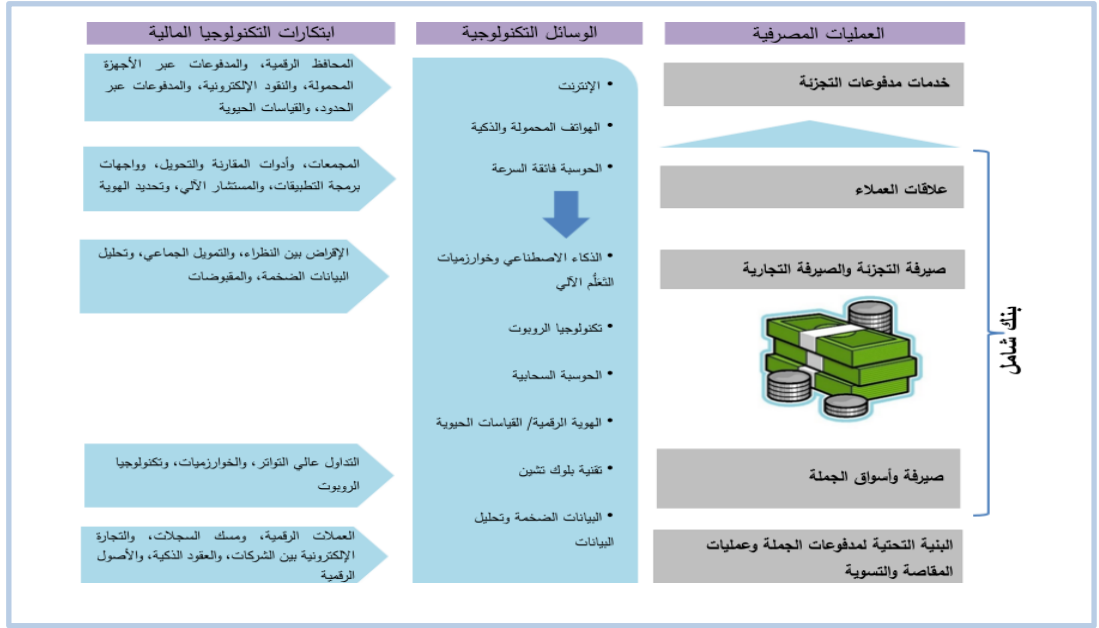 العمليات المصرفية
خدمات مدفوعات التجزئة
علاقات العملاء
صيرفة التجزئة والصيرفة التجارية
صيرفة وأسواق الجملة
البنية التحتية لمدفوعات الجملة وعمليات
المقاصة والتسوية
بنك شامل
الوسائل التكنولوجية
• الإنترنت
• الهواتف المحمولة والذكية
• الحوسبة فائقة السرعة
• الذكاء الاصطناعي وخوارزميات
التَعَلُّم الآلي
• تكنولوجيا الروبوت
• الحوسبة السحابية
• الهوية الرقمية/ القياسات الحيوية
• تقنية بلوك تشين
• البيانات الضخمة وتحليل
البيانات
ابتكارات التكنولوجيا المالية
المحافظ الرقمية، والمدفوعات عبر الأجهزة
المحمولة، والنقود الإلكترونية، والمدفوعات عبر
الحدود، والقياسات الحيوية
المجمعات، وأدوات المقارنة والتحويل، وواجهات
برمجة التطبيقات، والمستشار الآلي، وتحديد الهوية
الإقراض بين النظراء، والتمويل الجماعي، وتحليل
البيانات الضخمة، والمقبوضات
التداول عالي التواتر، والخوارزميات، وتكنولوجيا
الروبوت
العملات الرقمية، ومسك السجلات، والتجارة
الإلكترونية بين الشركات، والعقود الذكية، والأصول
الرقمية